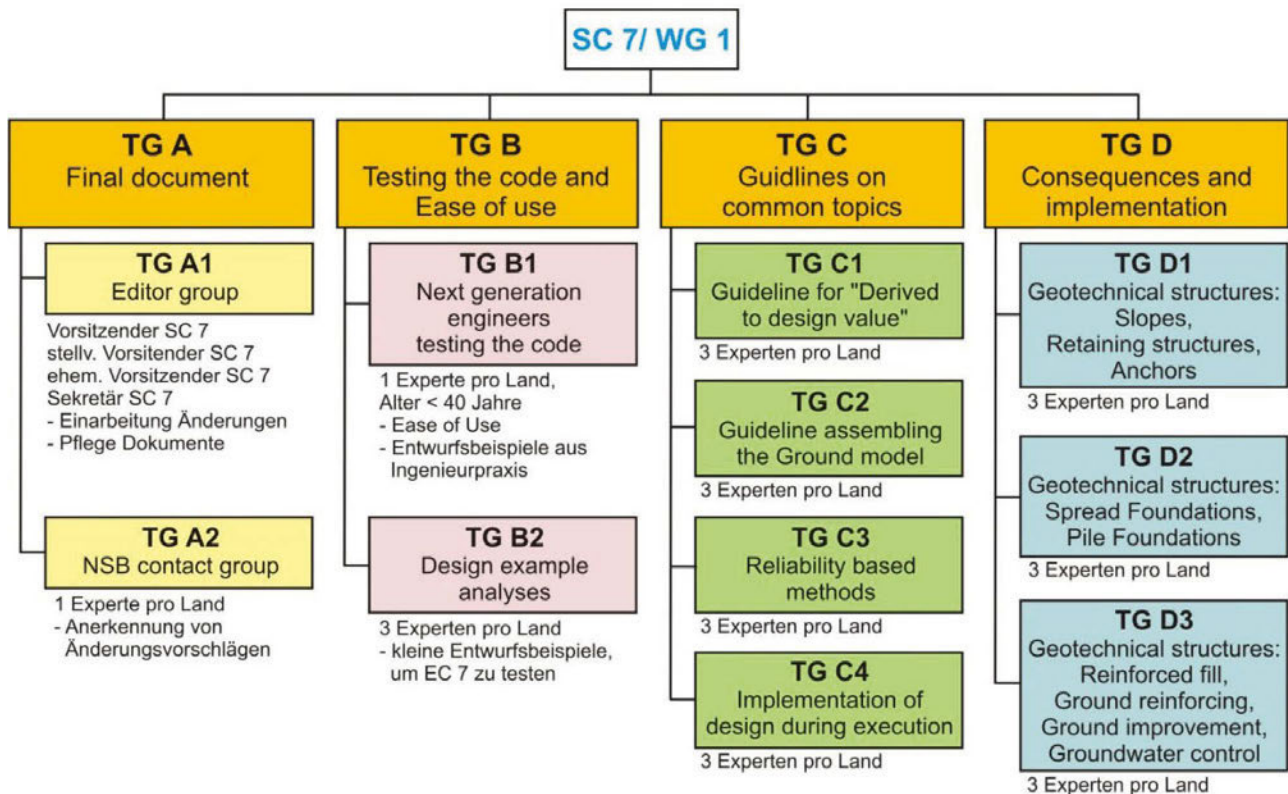 SC 7/ WG 1
TG A
Final document
TG A1
Editor group
Vorsitzender SC 7
stellv. Vorsitender SC 7
ehem. Vorsitzender SC 7
Sekretär SC 7
- Einarbeitung Änderungen
- Pflege Dokumente
TG A2
NSB contact group
1 Experte pro Land
- Anerkennung von
Änderungsvorschlägen
TG B
Testing the code and
Ease of use
TG B1
Next generation
engineers
testing the code
1 Experte pro Land,
Alter < 40 Jahre
- Ease of Use
- Entwurfsbeispiele aus
Ingenieurpraxis
TG B2
Design example
analyses
3 Experten pro Land
- kleine Entwurfsbeispiele,
um EC 7 zu testen
TG C
Guidlines on
common topics
TG C1
Guideline for "Derived
to design value"
3 Experten pro Land
TG C2
Guideline assembling
the Ground model
3 Experten pro Land
TG C3
Reliability based
methods
3 Experten pro Land
TG C4
Implementation of
design during execution
3 Experten pro Land
TG D
Consequences and
implementation
TG D1
Geotechnical structures:
Slopes,
Retaining structures,
Anchors
3 Experten pro Land
TG D2
Geotechnical structures:
Spread Foundations,
Pile Foundations
3 Experten pro Land
TG D3
Geotechnical structures:
Reinforced fill,
Ground reinforcing,
Ground improvement,
Groundwater control
3 Experten pro Land